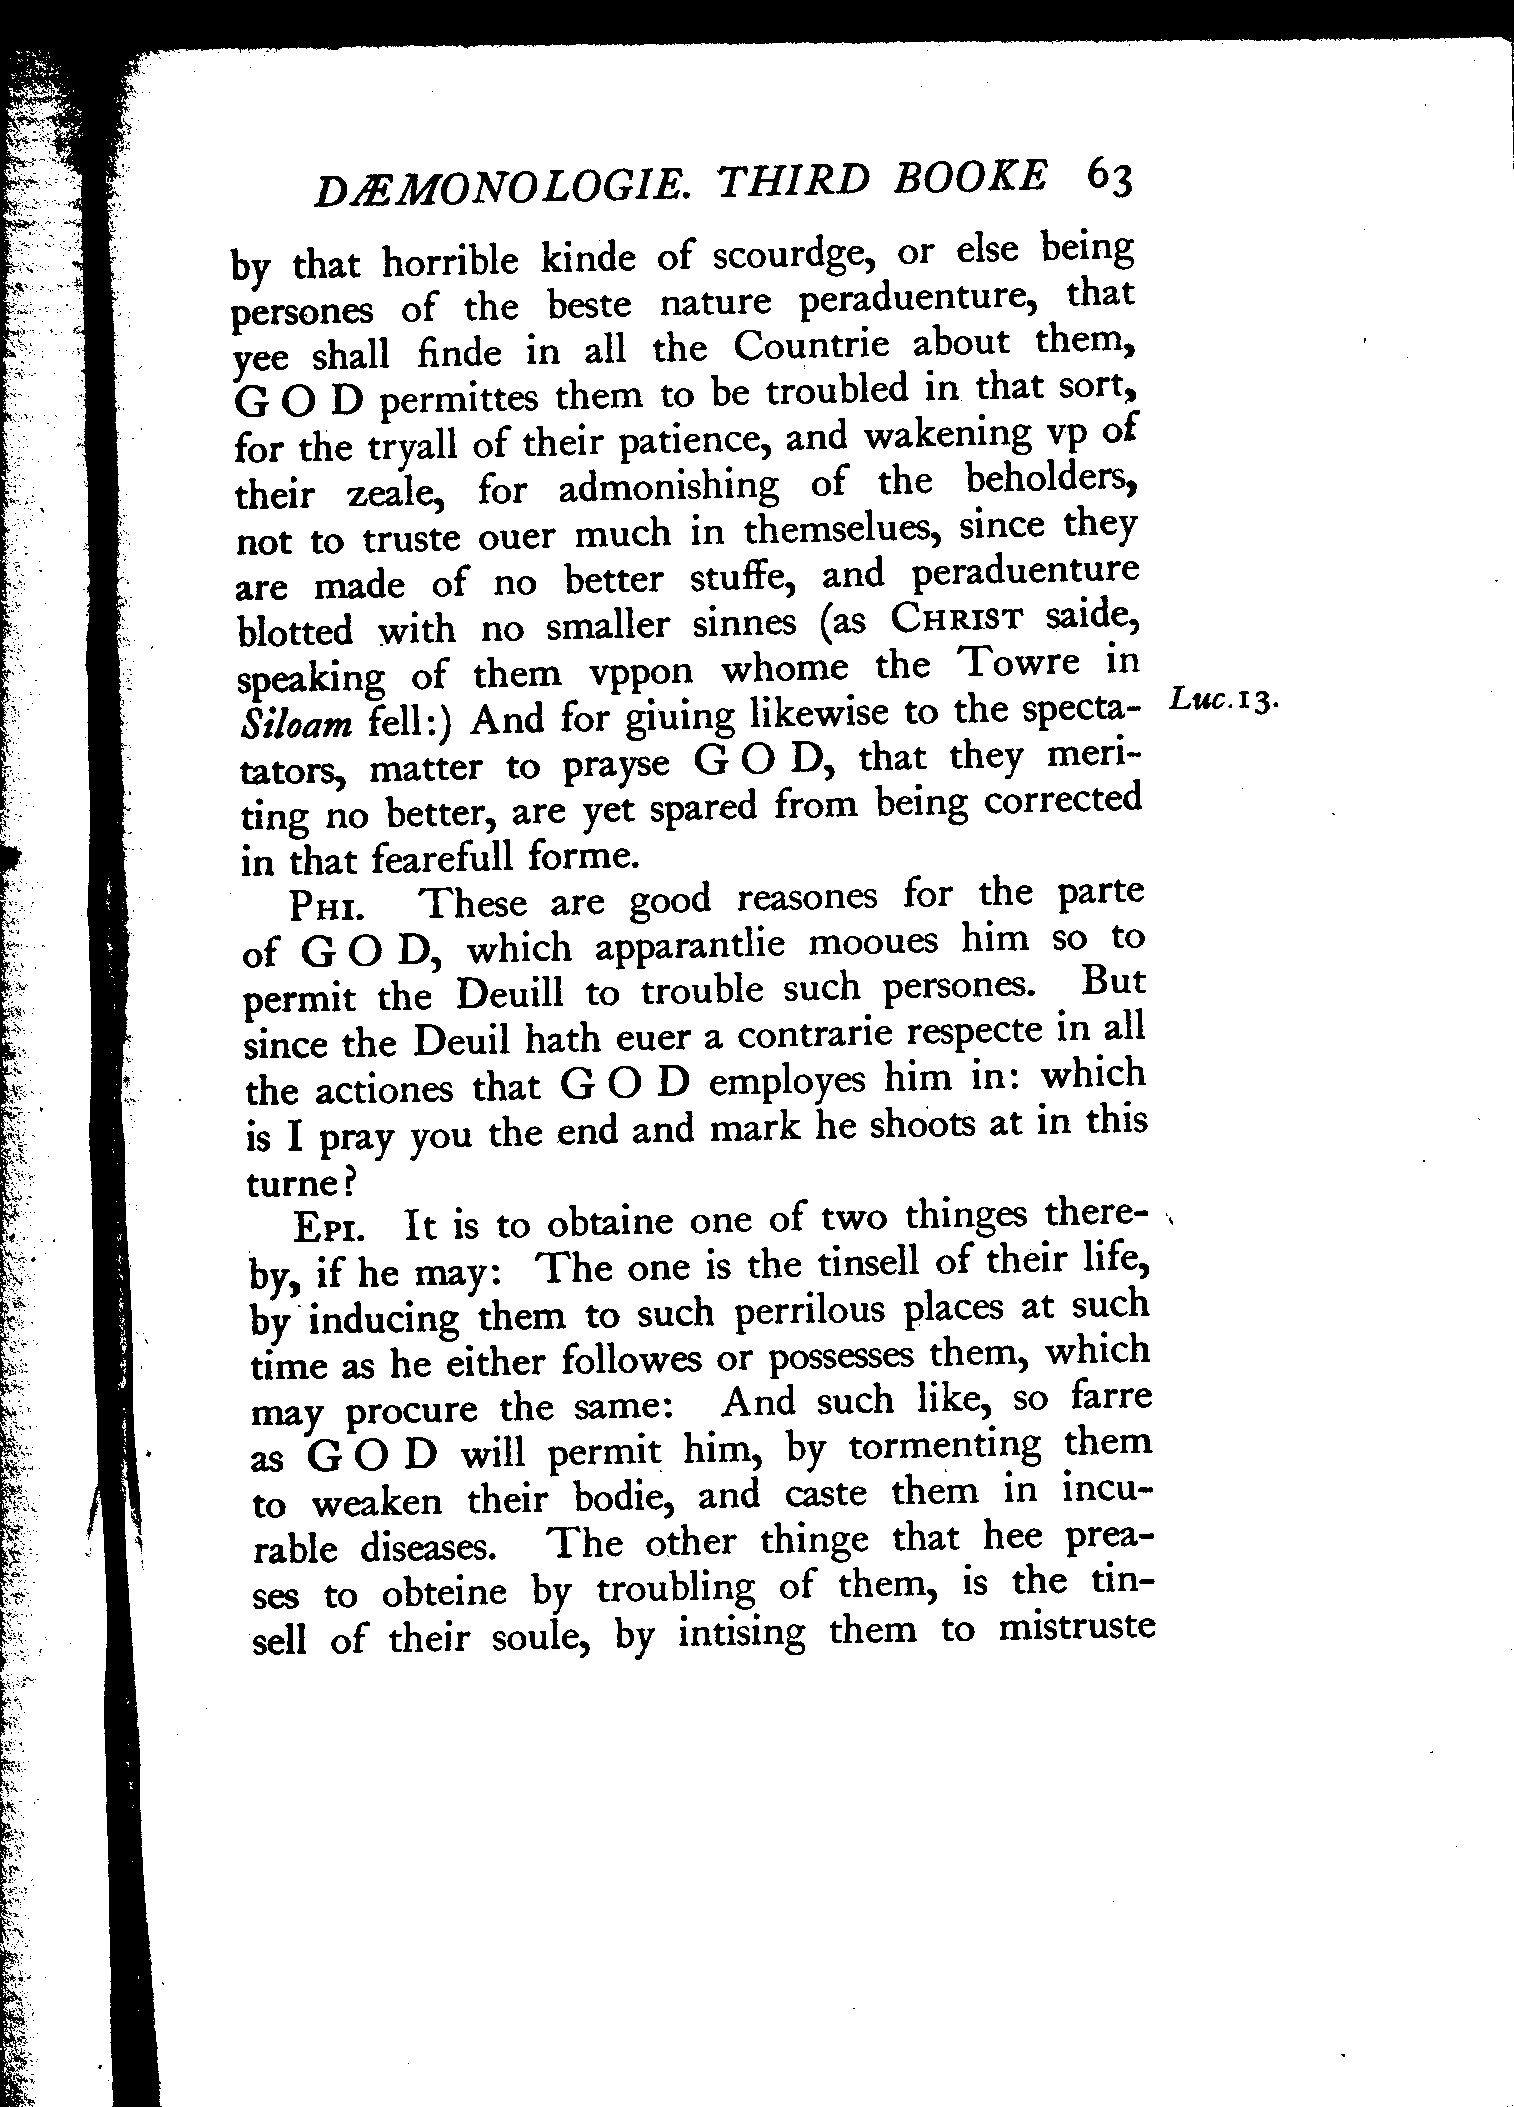 DÆMONOLOGIE. THIRD BOOKE 63
by that horrible kinde of scourdge, or else being
persones of the beste nature peraduenture, that
yee shall finde in all the Countrie about them,
G O D permittes them to be troubled in that sort,
for the tryall of their patience, and wakening vp of
their zeale, for admonishing of the beholders,
not to truste ouer much in themselues, since they
are made of no better stuffe, and peraduenture
blotted with no smaller sinnes (as CHRIST saide,
speaking of them vppon whome the Towre in
Siloam fell:) And for giuing likewise to the specta- Luc.13.
tators, matter to prayse G O D, that they meri-
ting no better, are yet spared from being corrected
in that fearefull forme.
PHI. These are good reasones for the parte
of G O D, which apparantlie mooues him so to
permit the Deuill to trouble such persones. But
since the Deuil hath euer a contrarie respecte in all
the actiones that G O D employes him in: which
is I pray you the end and mark he shoots at in this
turne?
EPI. It is to obtaine one of two thinges there-
by, if he may: The one is the tinsell of their life,
by inducing them to such perrilous places at such
time as he either followes or possesses them, which
may procure the same: And such like, so farre
as G O D will permit him, by tormenting them
to weaken their bodie, and caste them in incu-
rable diseases. The other thinge that hee prea-
ses to obteine by troubling of them, is the tin-
sell of their soule, by intising them to mistruste